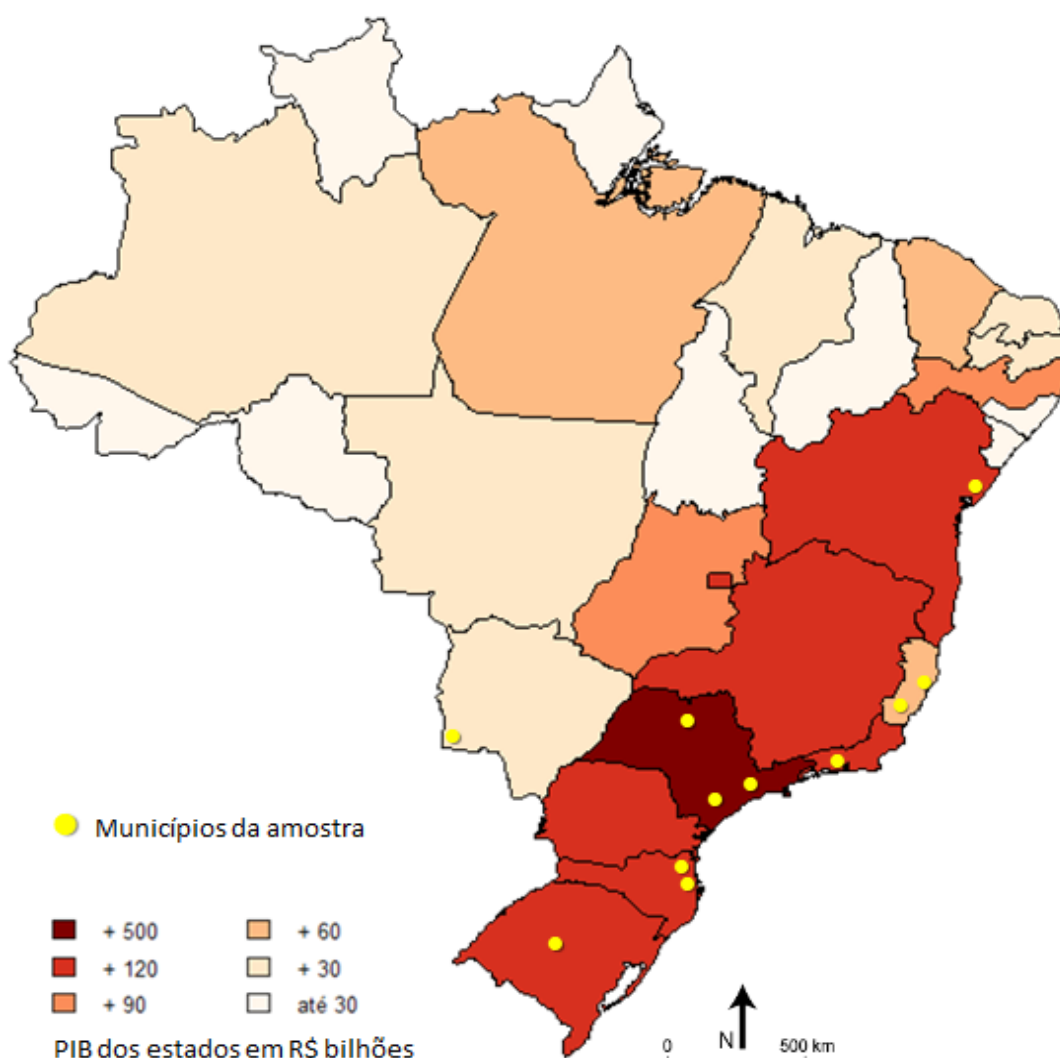 Municípios da amostra
+ 500
+ 60
+ 120
+ 30
+ 90
até 30
PIB dos estados em R$ bilhões
0 N 500 km